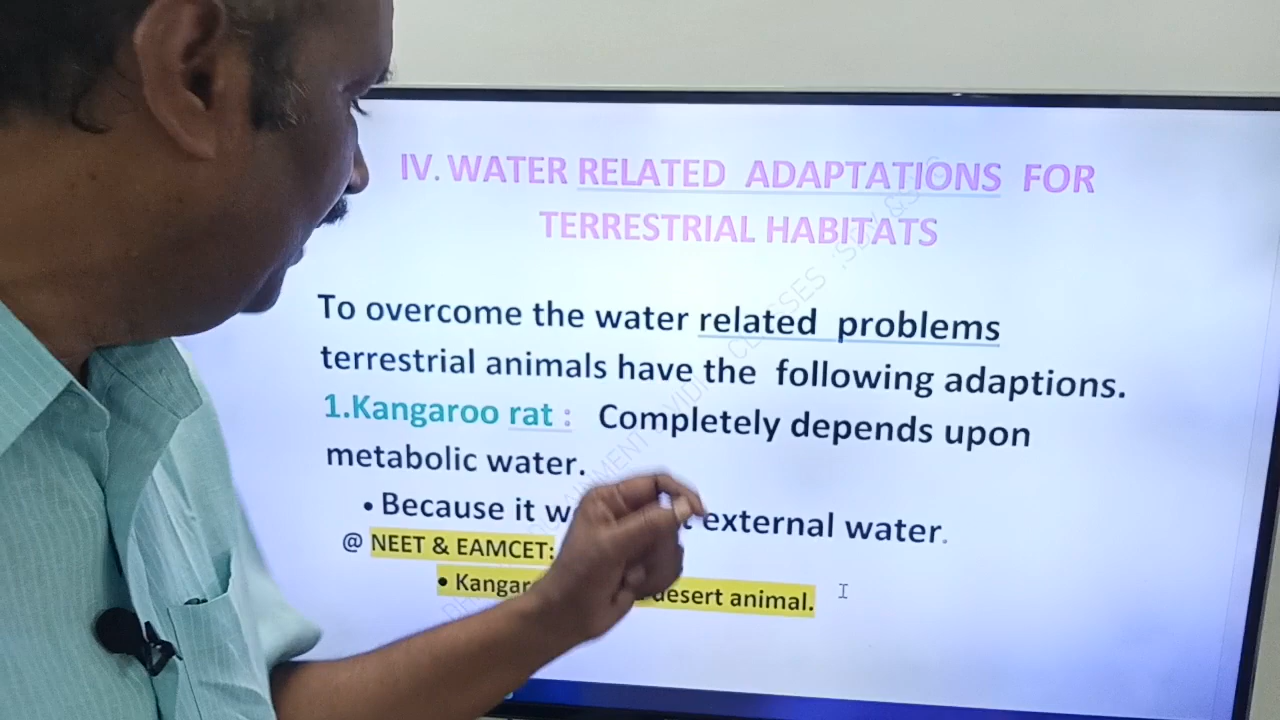 IV. WATER RELATED ADAPTATIONS FOR
TERRESTRIAL HABITATS
To overcome the water related problems
terrestrial animals have the following adaptions.
1.Kangaroo rat : Completely depends upon
metabolic water.
• Because it external water.
@ NEET & EAMCET:
• desert animal.
CLASSES